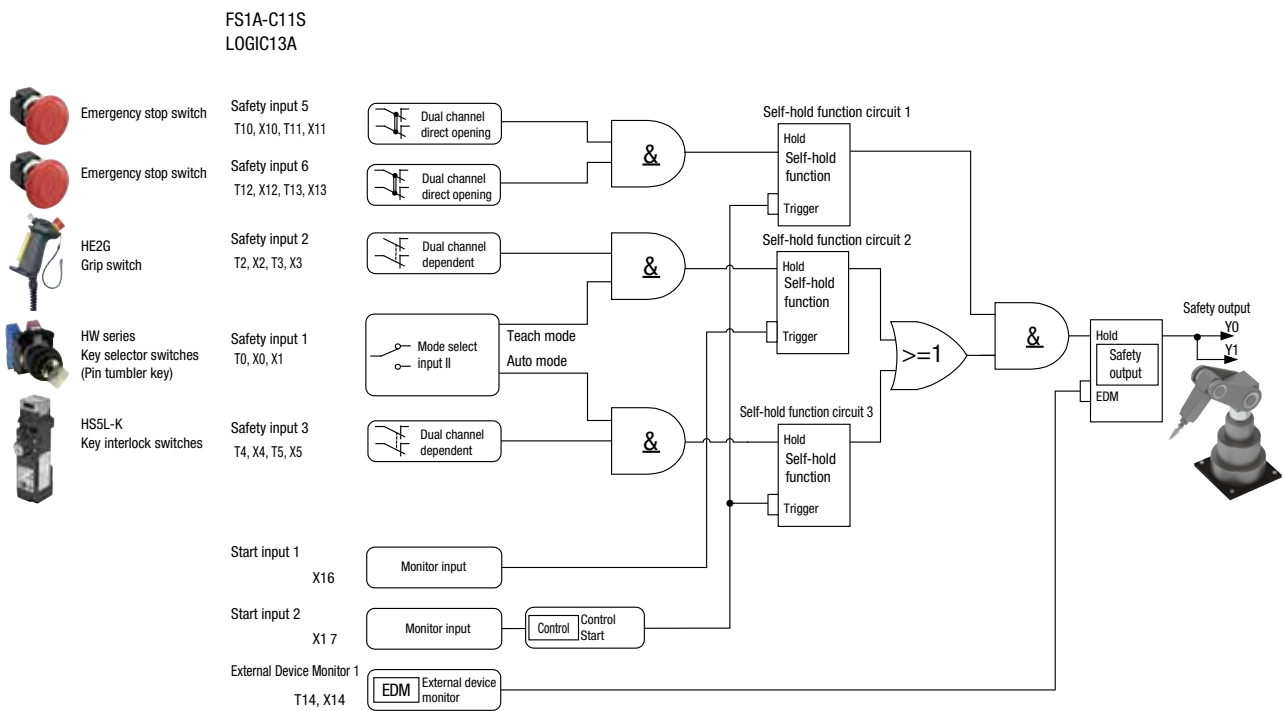 FS1A-C11S
LOGIC13A
Emergency stop switch
Safety input 5
T10, X10, T11, X11
Dual channel
direct opening
&
Self-hold function circuit 1
Hold
Self-hold
function
Trigger
Emergency stop switch
Safety input 6
T12, X12, T13, X13
Dual channel
direct opening
HE2G
Grip switch
Safety input 2
T2, X2, T3, X3
Dual channel
dependent
&
Self-hold function circuit 2
Hold
Self-hold
function
Trigger
HW series
Key selector switches
(Pin tumbler key)
Safety input 1
T0, X0, X1
Mode select
input II
Teach mode
Auto mode
>=1
&
Hold
Safety
output
EDM
Safety output
Y0
Y1
HS5L-K
Key interlock switches
Safety input 3
T4, X4, T5, X5
Dual channel
dependent
&
Self-hold function circuit 3
Hold
Self-hold
function
Trigger
Start input 1
X16
Monitor input
Start input 2
X1 7
Monitor input
Control
Control
Start
External Device Monitor 1
T14, X14
EDM
External device
monitor